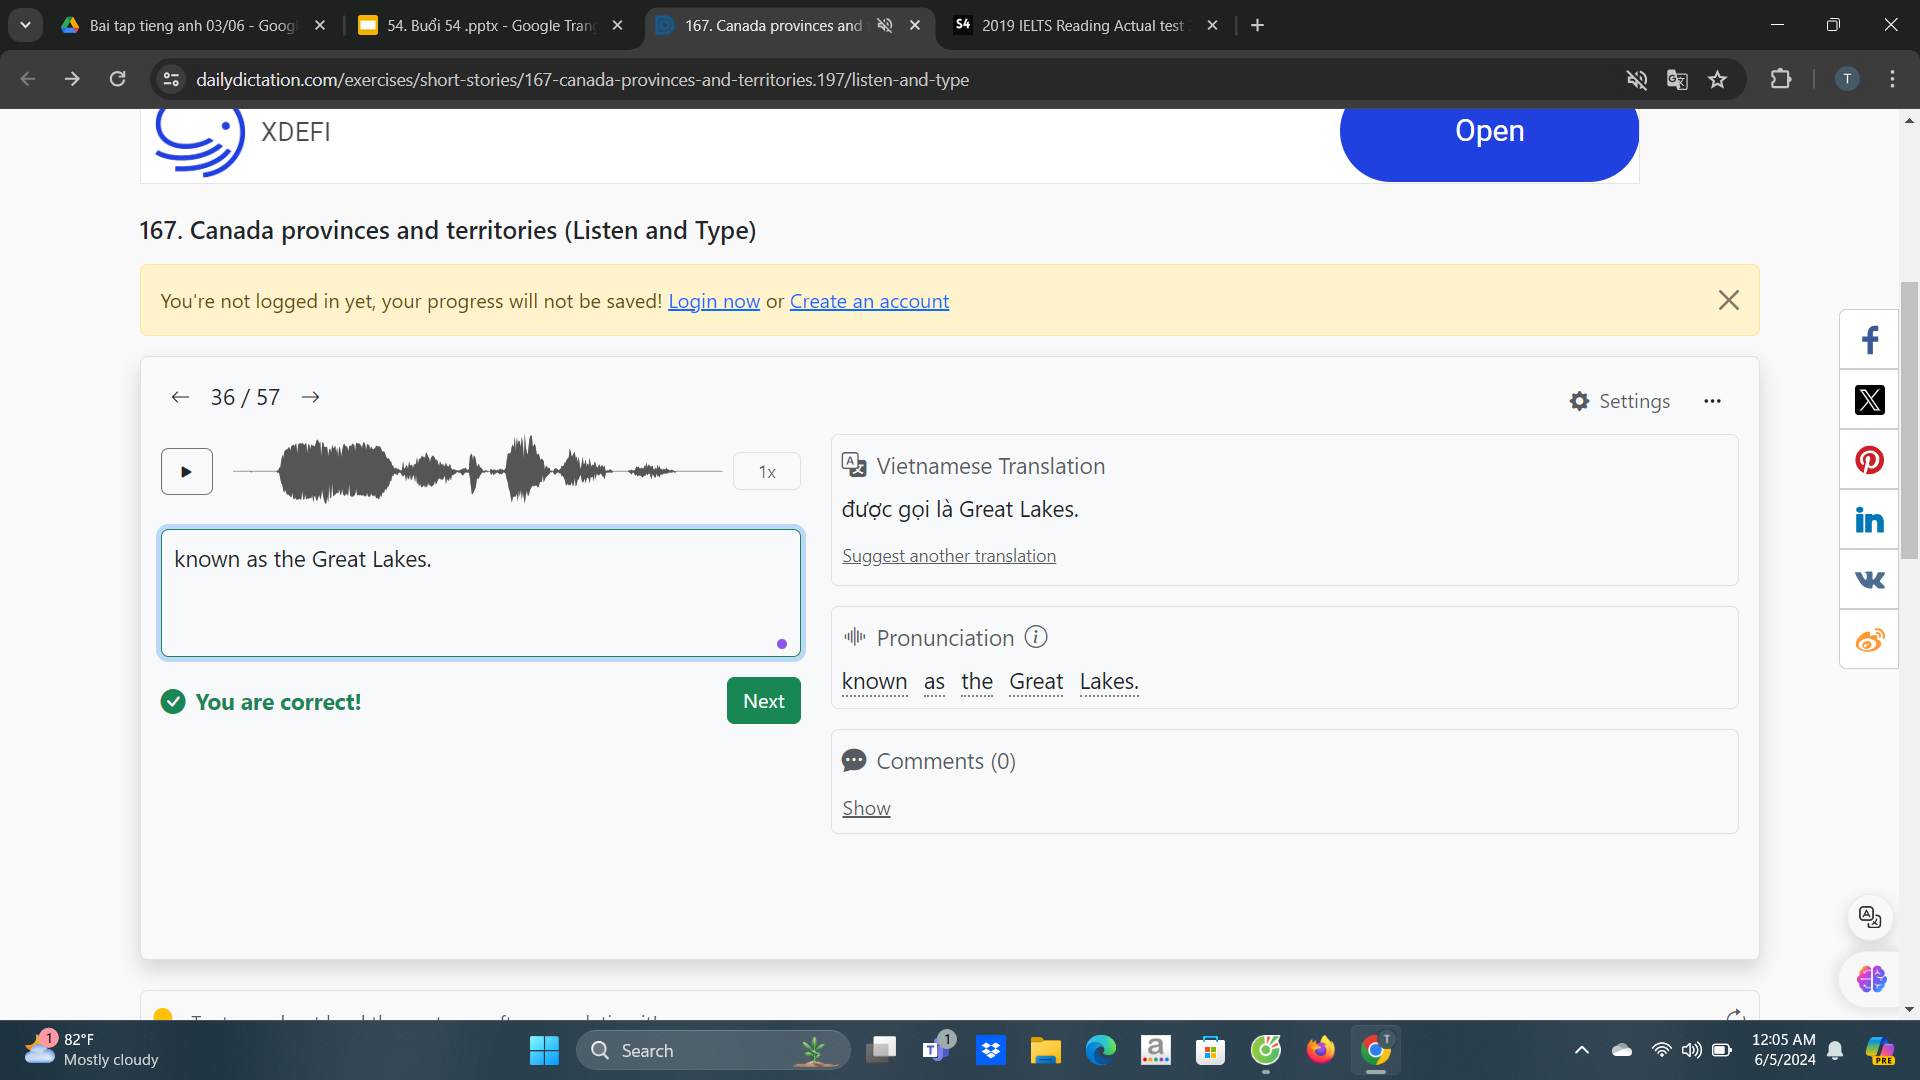 Bai tap tieng anh 03/06 - Googl
54. Buổi 54 .pptx - Google Tran
167. Canada provinces and
S4
2019 IELTS Reading Actual test
dailydictation.com/exercises/short-stories/167-canada-provinces-and-territories.197/listen-and-type
T
XDEFI
Open
167. Canada provinces and territories (Listen and Type)
You're not logged in yet, your progress will not be saved! Login now or Create an account
36 / 57
Settings
1x
Vietnamese Translation
được gọi là Great Lakes.
Suggest another translation
known as the Great Lakes.
Pronunciation
known as the Great Lakes.
You are correct!
Next
Comments (0)
Show
1
82°F
Mostly cloudy
Search
1
12:05 AM
6/5/2024
PRE